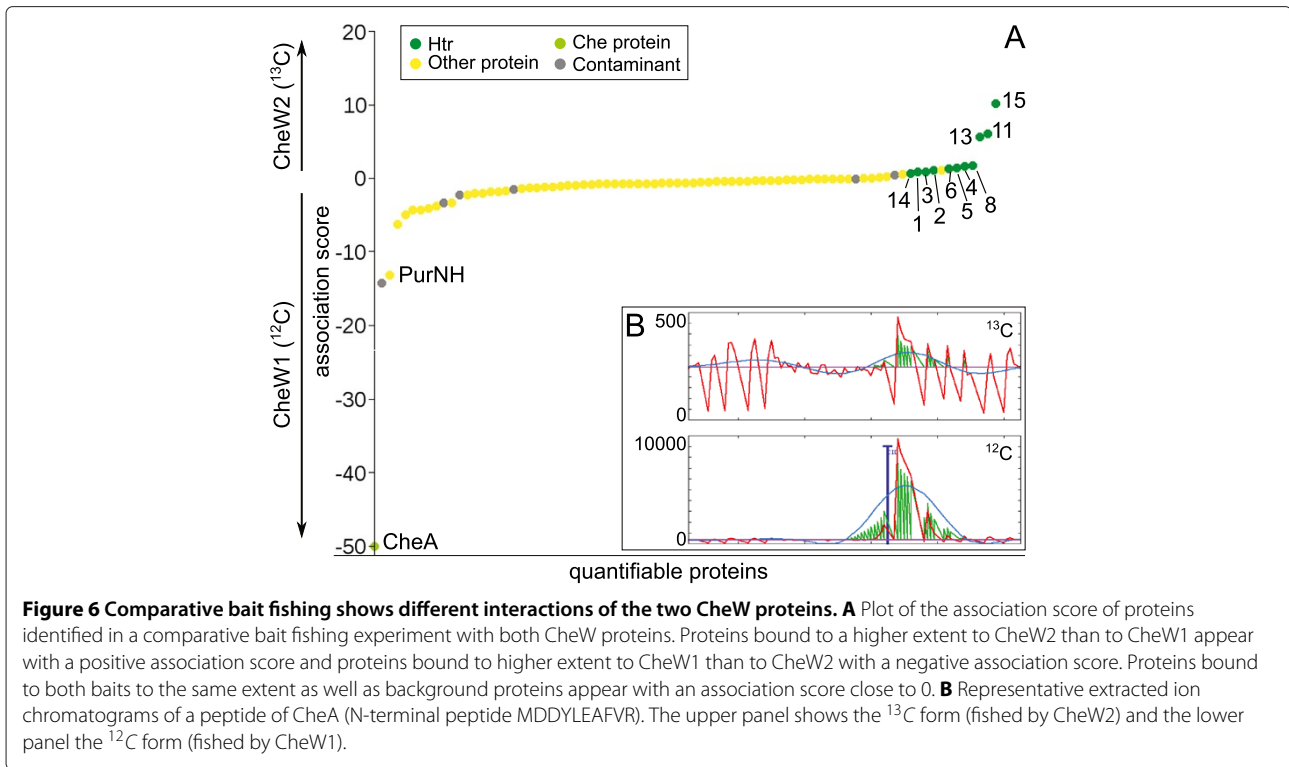 A
20
10
0
-10
-20
-30
-40
-50
CheW2 (¹³C)
CheW1 (¹²C)
association score
Htr
Che protein
Other protein
Contaminant
15
13
11
14
1
3
2
6
5
4
8
PurNH
CheA
B
500
0
¹³C
10000
0
¹²C
quantifiable proteins
Figure 6 Comparative bait fishing shows different interactions of the two CheW proteins. A Plot of the association score of proteins
identified in a comparative bait fishing experiment with both CheW proteins. Proteins bound to a higher extent to CheW2 than to CheW1 appear
with a positive association score and proteins bound to higher extent to CheW1 than to CheW2 with a negative association score. Proteins bound
to both baits to the same extent as well as background proteins appear with an association score close to 0. B Representative extracted ion
chromatograms of a peptide of CheA (N-terminal peptide MDDYLEAFVR). The upper panel shows the ¹³C form (fished by CheW2) and the lower
panel the ¹²C form (fished by CheW1).